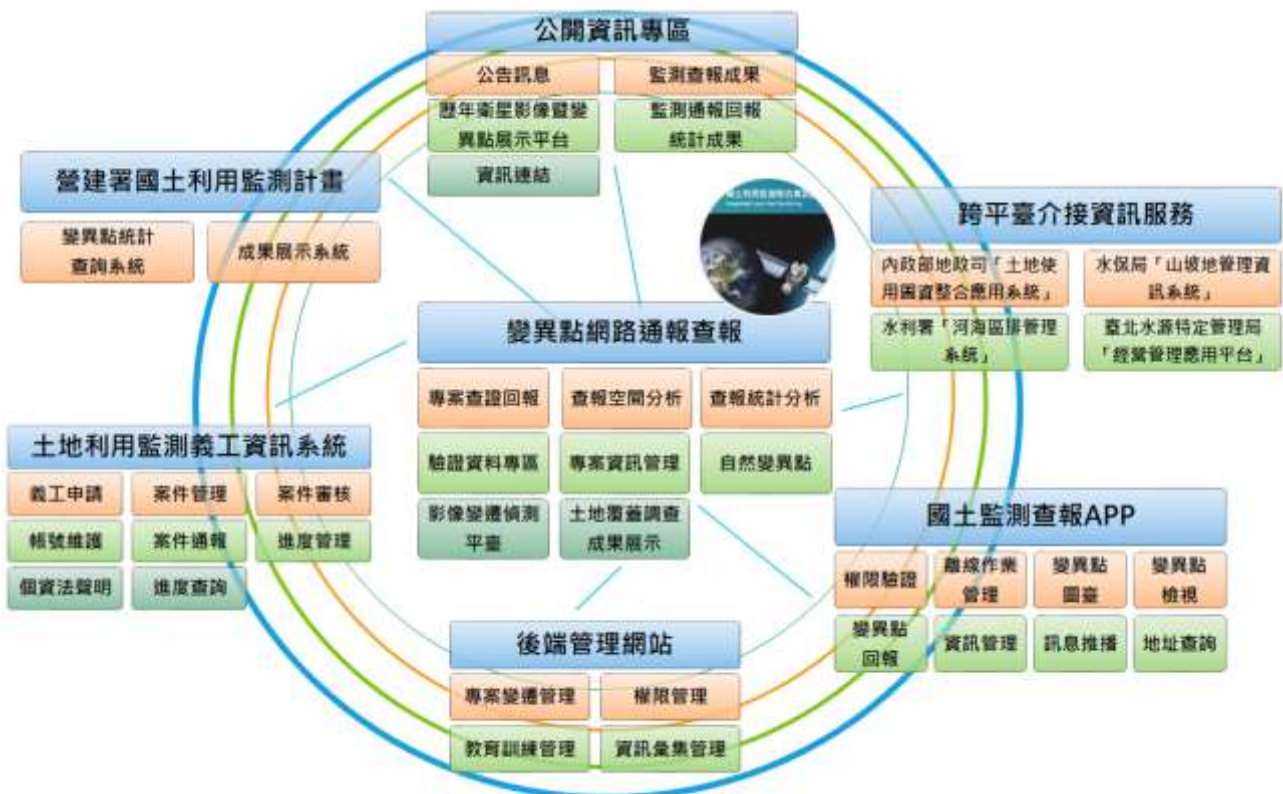 公開資訊專區
公告訊息
監測查報成果
歷年衛星影像暨變
異點展示平台
監測通報回報
統計成果
資訊連結
營建署國土利用監測計畫
變異點統計
查詢系統
成果展示系統
跨平臺介接資訊服務
內政部地政司「土地使
用圖資整合應用系統」
水保局「山坡地管理資
訊系統」
水利署「河海區排管理
系統」
臺北水源特定管理局
「經營管理應用平台」
變異點網路通報查報
專案查證回報
查報空間分析
查報統計分析
驗證資料專區
專案資訊管理
自然變異點
影像變遷偵測
平臺
土地覆蓋調查
成果展示
土地利用監測義工資訊系統
義工申請
案件管理
案件審核
帳號維護
案件通報
進度管理
個資法聲明
進度查詢
國土監測查報APP
權限驗證
離線作業
管理
變異點
圖臺
變異點
檢視
變異點
回報
資訊管理
訊息推播
地址查詢
後端管理網站
專案變遷管理
權限管理
教育訓練管理
資訊彙集管理